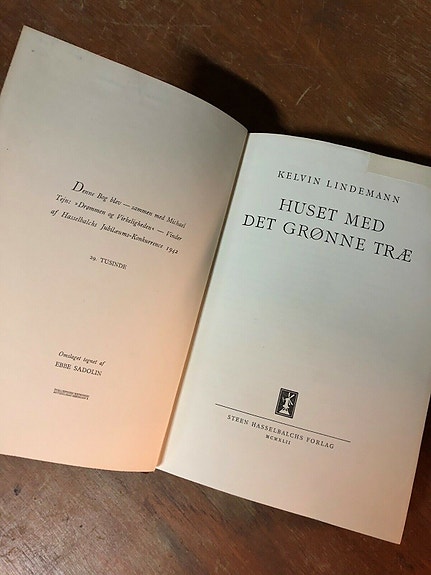 Denne Bog blev — sammen med Michael
Tejn: »Drømmen og Virkeligheden« — Vinder
af Hasselbalchs Jubilæums-Konkurrence 1942
29. TUSINDE
Omslaget tegnet af
EBBE SADOLIN
KELVIN LINDEMANN
HUSET MED
DET GRØNNE TRÆ
STEEN HASSELBALCHS FORLAG
MCMXLII